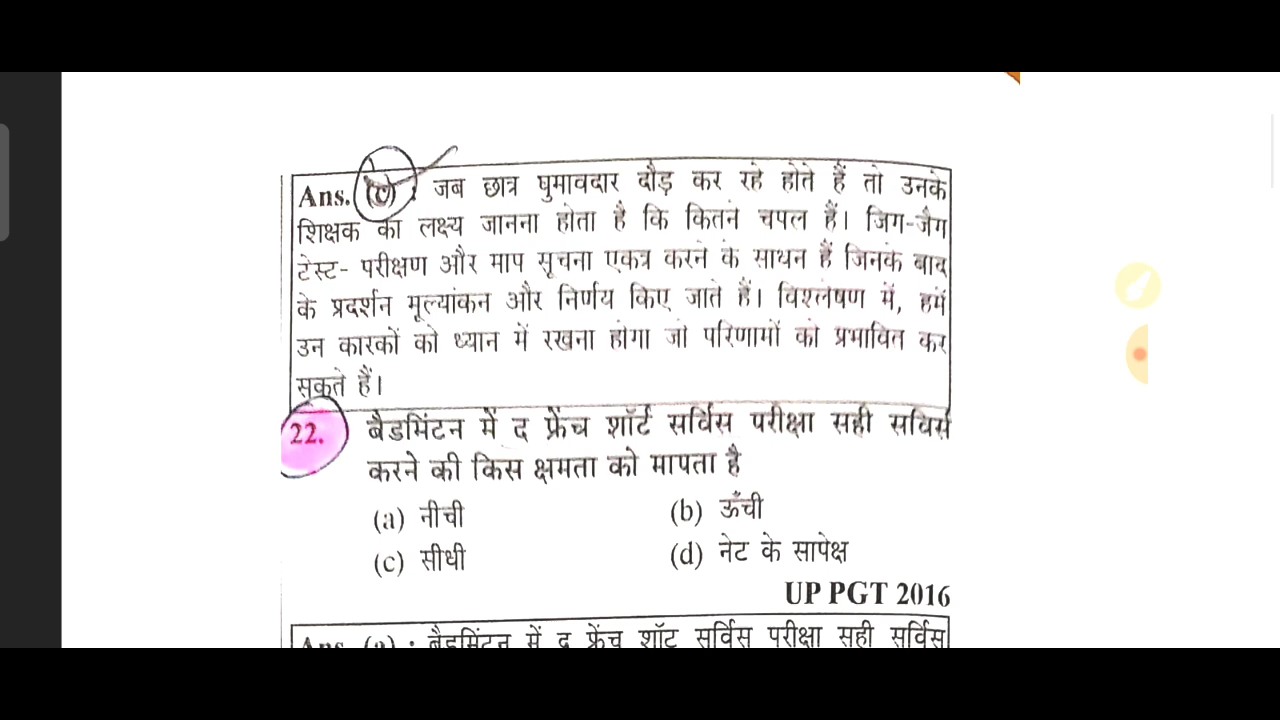 Ans. (c) : जब छात्र घुमावदार दौड़ कर रहे होते हैं तो उनके
शिक्षक का लक्ष्य जानना होता है कि कितने चपल हैं। जिग-जैग
टेस्ट- परीक्षण और माप सूचना एकत्र करने के साधन हैं जिनके बाद
के प्रदर्शन मूल्यांकन और निर्णय किए जाते हैं। विश्लेषण में, हमें
उन कारकों को ध्यान में रखना होगा जो परिणामों को प्रभावित कर
सकते हैं।
22. बैडमिंटन में द फ्रेंच शॉर्ट सर्विस परीक्षा सही सविर्स
करने की किस क्षमता को मापता है
(a) नीची (b) ऊँची
(c) सीधी (d) नेट के सापेक्ष
UP PGT 2016
Ans. (a) : बैडमिंटन में द फ्रेंच शॉट सर्विस परीक्षा सही सर्विस